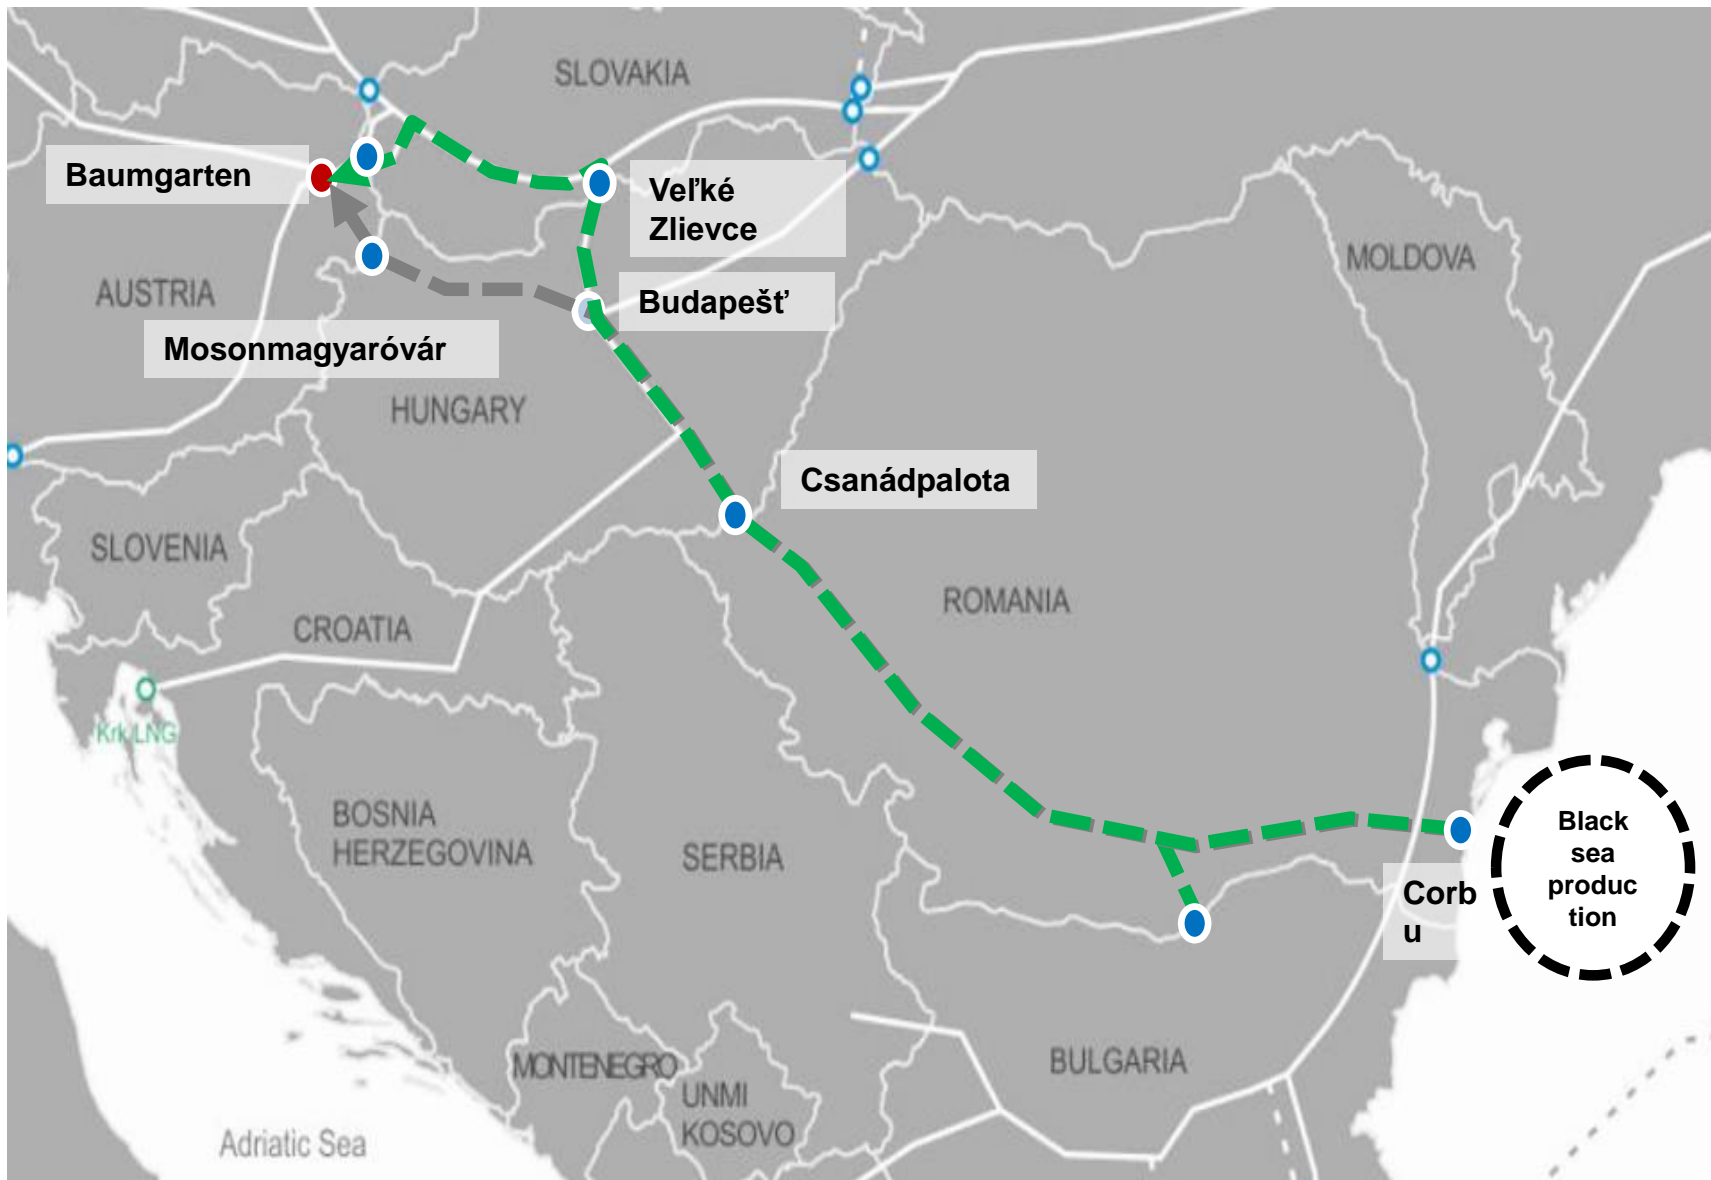 SLOVAKIA
Baumgarten
Veľké
Zlievce
MOLDOVA
AUSTRIA
Budapešť
Mosonmagyaróvár
HUNGARY
Csanádpalota
SLOVENIA
ROMANIA
CROATIA
Krk LNG
BOSNIA
HERZEGOVINA
SERBIA
Black
sea
produc
tion
Corb
u
MONTENEGRO
UNMI
KOSOVO
BULGARIA
Adriatic Sea